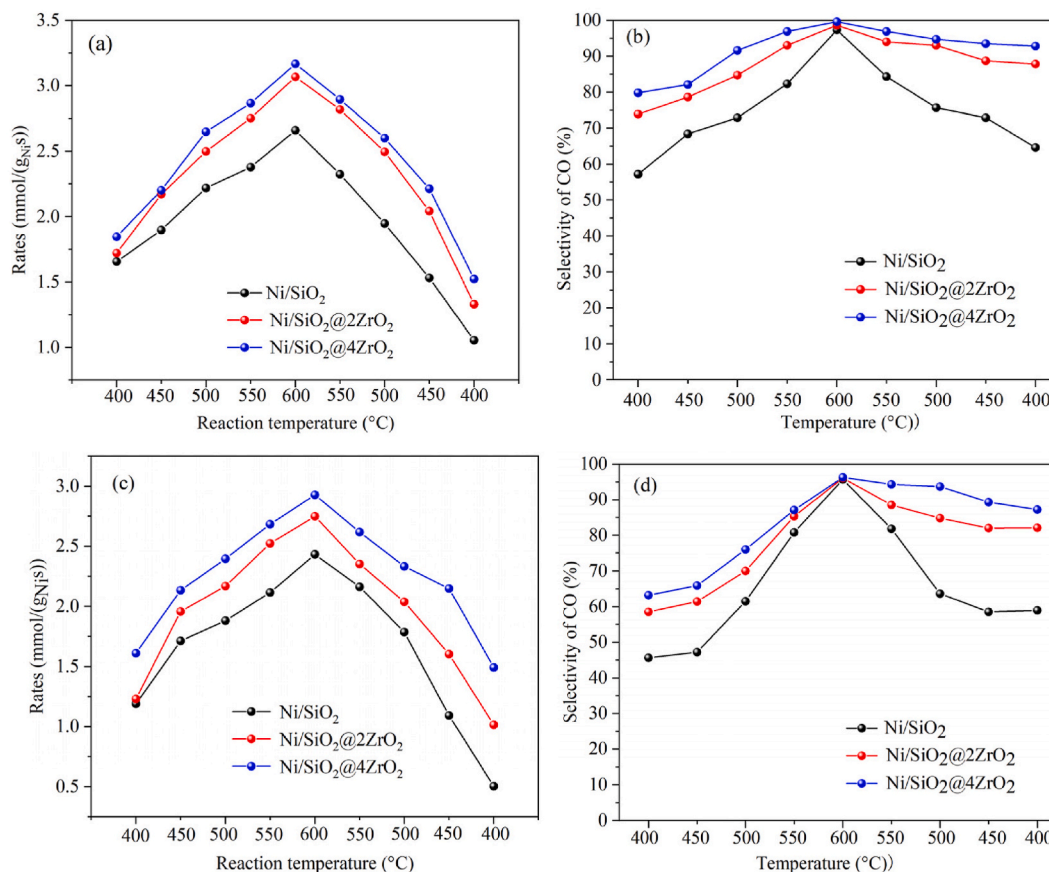 (a)
3.5
3.0
2.5
2.0
1.5
1.0
Rates (mmol/(gNis))
Ni/SiO2
Ni/SiO2@2ZrO2
Ni/SiO2@4ZrO2
400 450 500 550 600 550 500 450 400
Reaction temperature (°C)
(b)
100
90
80
70
60
50
40
30
20
10
0
Selectivity of CO (%)
Ni/SiO2
Ni/SiO2@2ZrO2
Ni/SiO2@4ZrO2
400 450 500 550 600 550 500 450 400
Temperature (°C))
(c)
3.0
2.5
2.0
1.5
1.0
0.5
Rates (mmol/(gNis))
Ni/SiO2
Ni/SiO2@2ZrO2
Ni/SiO2@4ZrO2
400 450 500 550 600 550 500 450 400
Reaction temperature (°C)
(d)
100
90
80
70
60
50
40
30
20
10
0
Selectivity of CO (%)
Ni/SiO2
Ni/SiO2@2ZrO2
Ni/SiO2@4ZrO2
400 450 500 550 600 550 500 450 400
Temperature (°C))